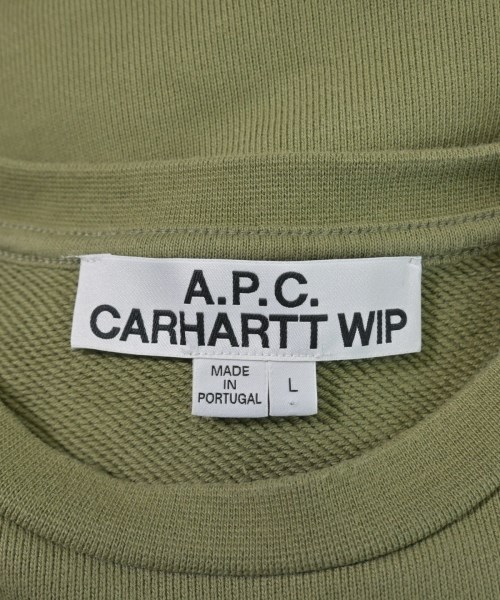 A.P.C.
CARHARTT WIP
MADE
IN
PORTUGAL
L